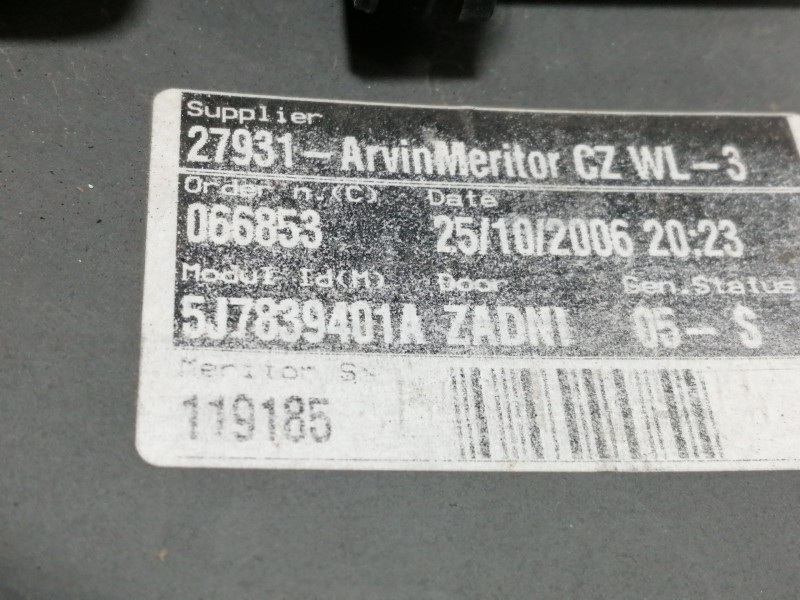 Supplier
27931-ArvinMeritor CZ WL-3
Order n.(C) Date
066853 25/10/2006 20:23
Modul Id(M) Door Gen.Status
5J7839401A ZADNI 05-S
Meritor S
119185